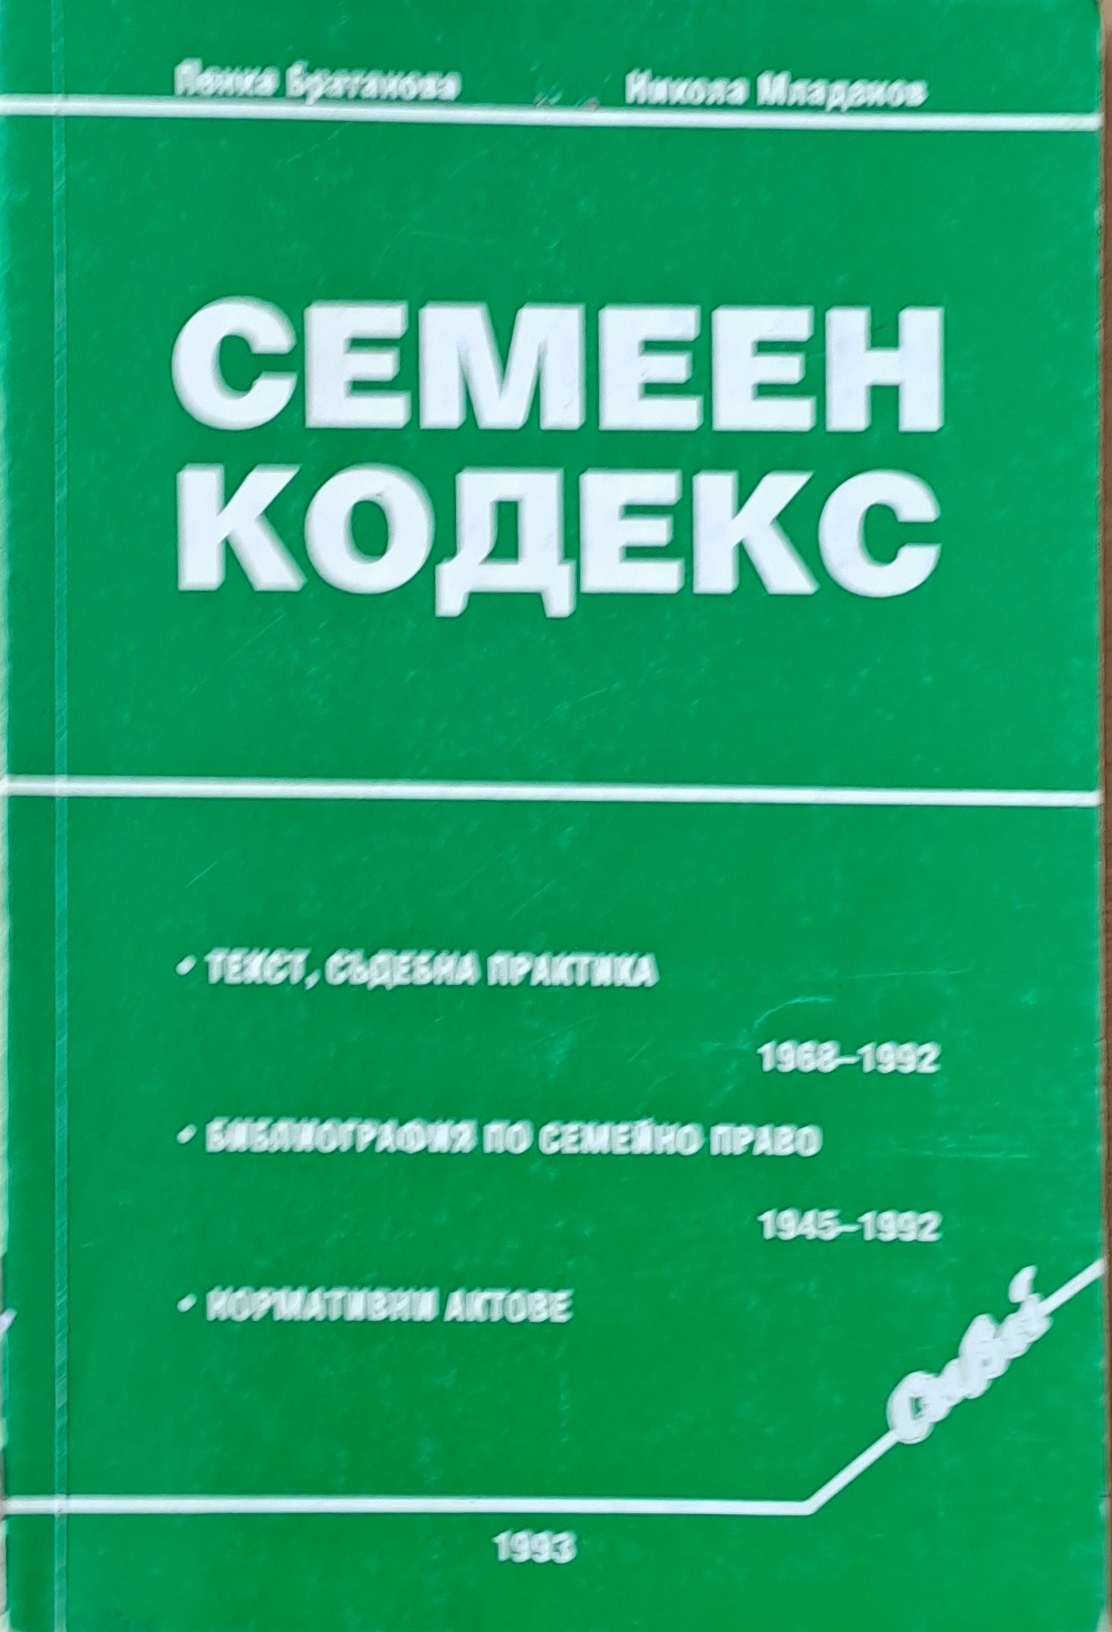 Пенка Братанова Никола Младенов
СЕМЕЕН
КОДЕКС
• ТЕКСТ, СЪДЕБНА ПРАКТИКА
1968–1992
• БИБЛИОГРАФИЯ ПО СЕМЕЙНО ПРАВО
1945–1992
• НОРМАТИВНИ АКТОВЕ
1993